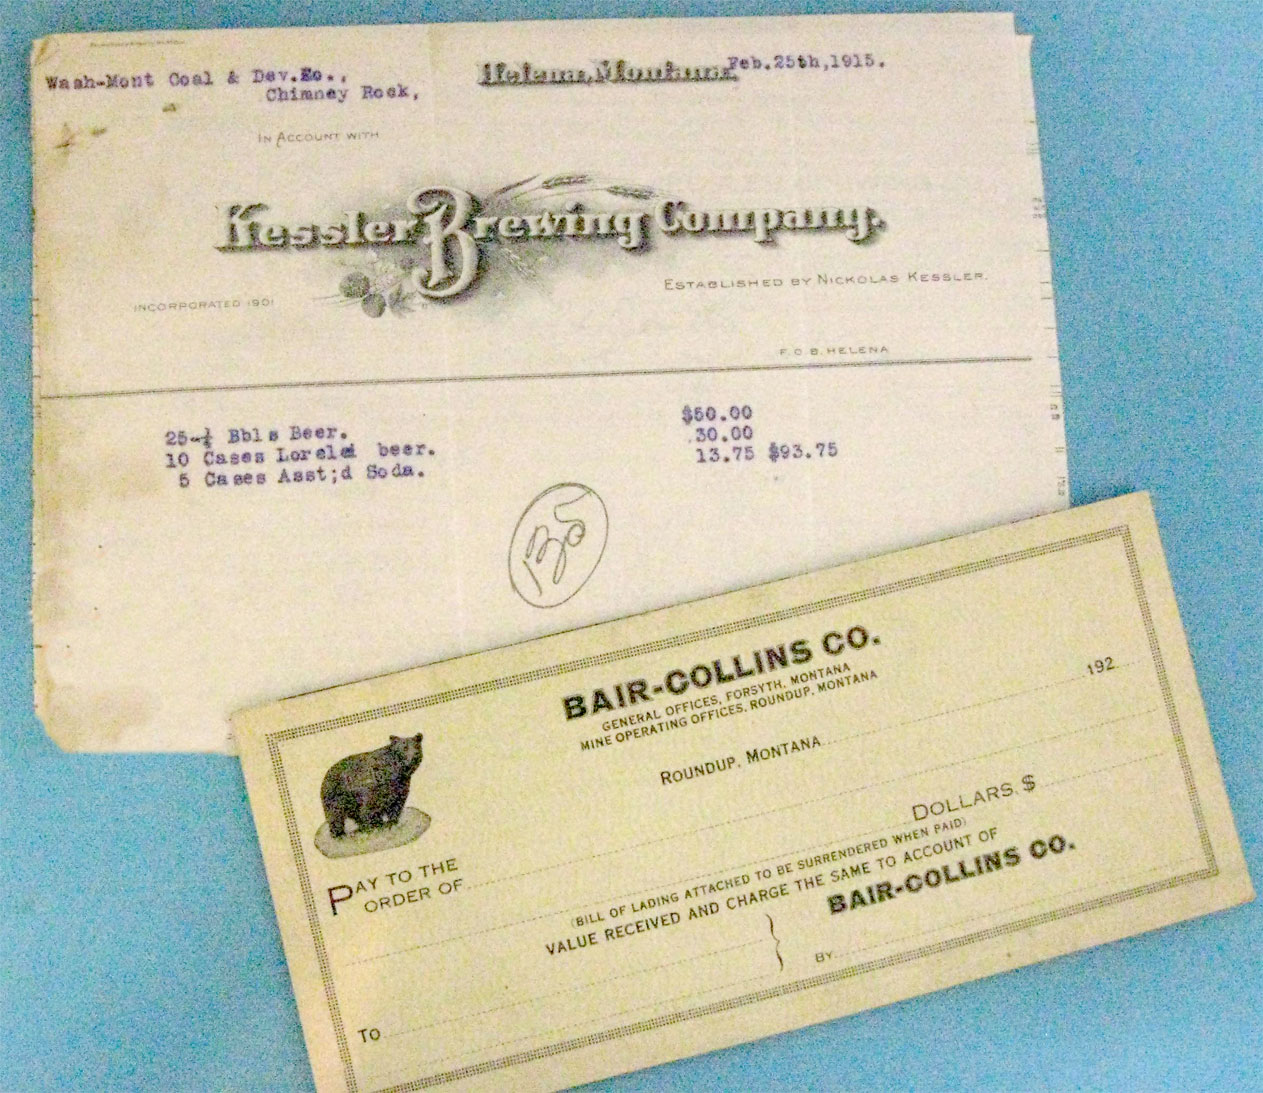 Wash-Mont Coal & Dev.Eo.,
Chimney Rock,
Helena, Montana, Feb.25th,1915.
IN ACCOUNT WITH
Kessler Brewing Company.
INCORPORATED 1901
ESTABLISHED BY NICKOLAS KESSLER.
F.O.B. HELENA
25-½ Bbls Beer. $50.00
10 Cases Lorelei beer. 30.00
5 Cases Asst;d Soda. 13.75 $93.75
BAIR-COLLINS CO.
GENERAL OFFICES, FORSYTH, MONTANA
MINE OPERATING OFFICES, ROUNDUP, MONTANA
ROUNDUP, MONTANA 192
PAY TO THE
ORDER OF
DOLLARS, $
(BILL OF LADING ATTACHED TO BE SURRENDERED WHEN PAID)
VALUE RECEIVED AND CHARGE THE SAME TO ACCOUNT OF
BAIR-COLLINS CO.
BY
To